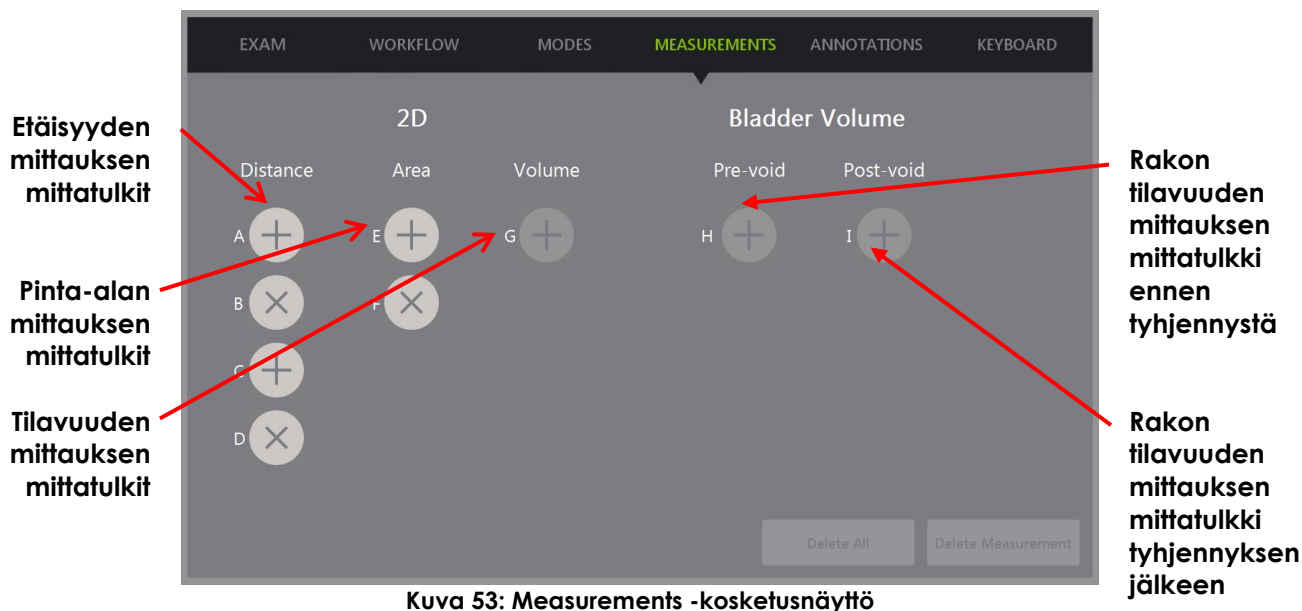 EXAM WORKFLOW MODES MEASUREMENTS ANNOTATIONS KEYBOARD
2D Bladder Volume
Distance Area Volume Pre-void Post-void
A E G H I
B F
C
D
Delete All Delete Measurement
Etäisyyden
mittauksen
mittatulkit
Pinta-alan
mittauksen
mittatulkit
Tilavuuden
mittauksen
mittatulkit
Rakon
tilavuuden
mittauksen
mittatulkki
ennen
tyhjennystä
Rakon
tilavuuden
mittauksen
mittatulkki
tyhjennyksen
jälkeen
Kuva 53: Measurements -kosketusnäyttö